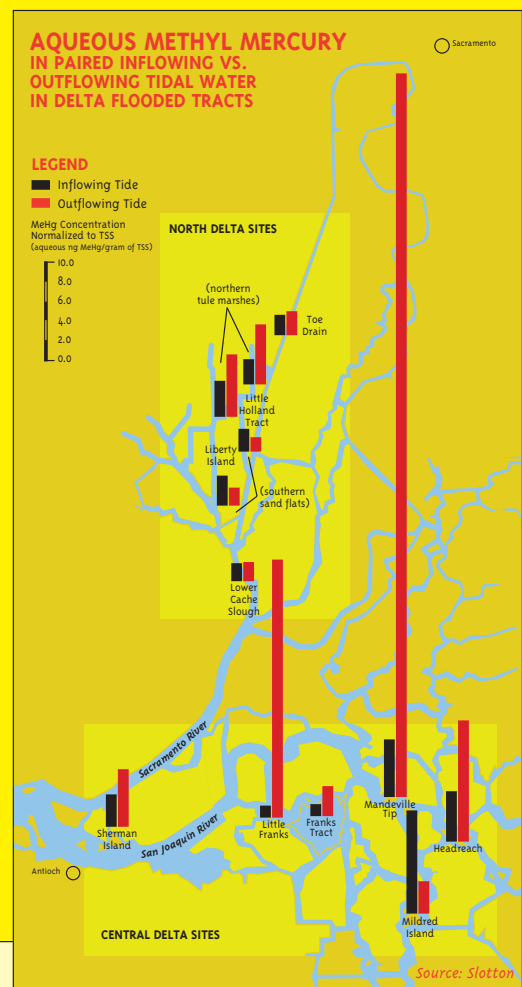 AQUEOUS METHYL MERCURY
IN PAIRED INFLOWING VS.
OUTFLOWING TIDAL WATER
IN DELTA FLOODED TRACTS
Sacramento
LEGEND
Inflowing Tide
Outflowing Tide
MeHg Concentration
Normalized to TSS
(aqueous ng MeHg/gram of TSS)
10.0
8.0
6.0
4.0
2.0
0.0
NORTH DELTA SITES
(northern
tule marshes)
Toe
Drain
Little
Holland
Tract
Liberty
Island
(southern
sand flats)
Lower
Cache
Slough
Sacramento River
San Joaquin River
Sherman
Island
Little
Franks
Franks
Tract
Mandeville
Tip
Headreach
Antioch
Mildred
Island
CENTRAL DELTA SITES
Source: Slotton